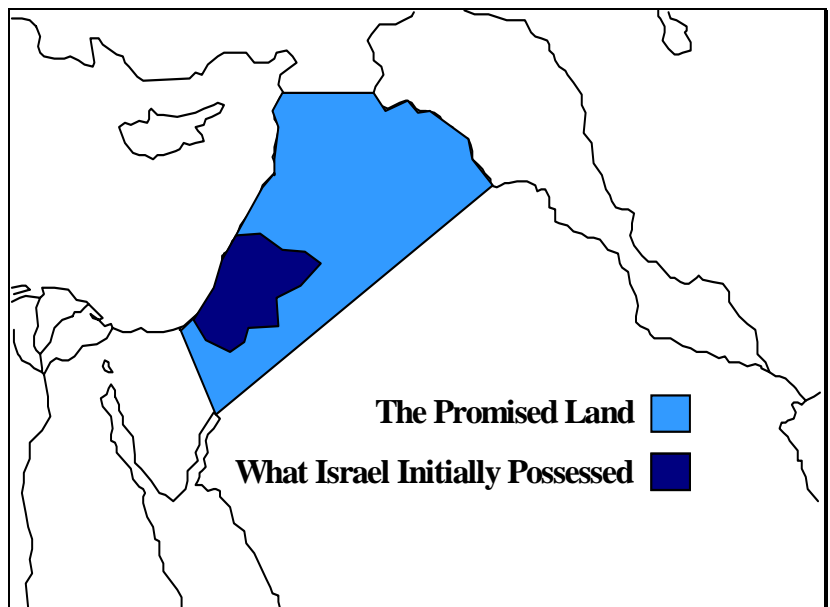 The Promised Land
What Israel Initially Possessed